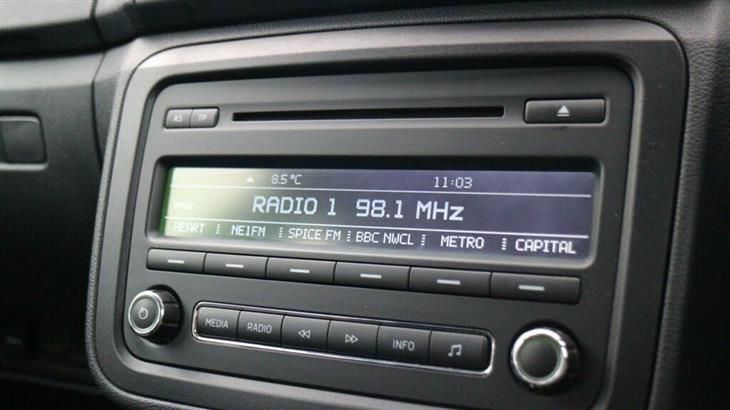 AS TP
8.5°C 11:03
RADIO 1 98.1 MHz
HEART NE1FM SPICE FM BBC NWCL METRO CAPITAL
MEDIA RADIO INFO